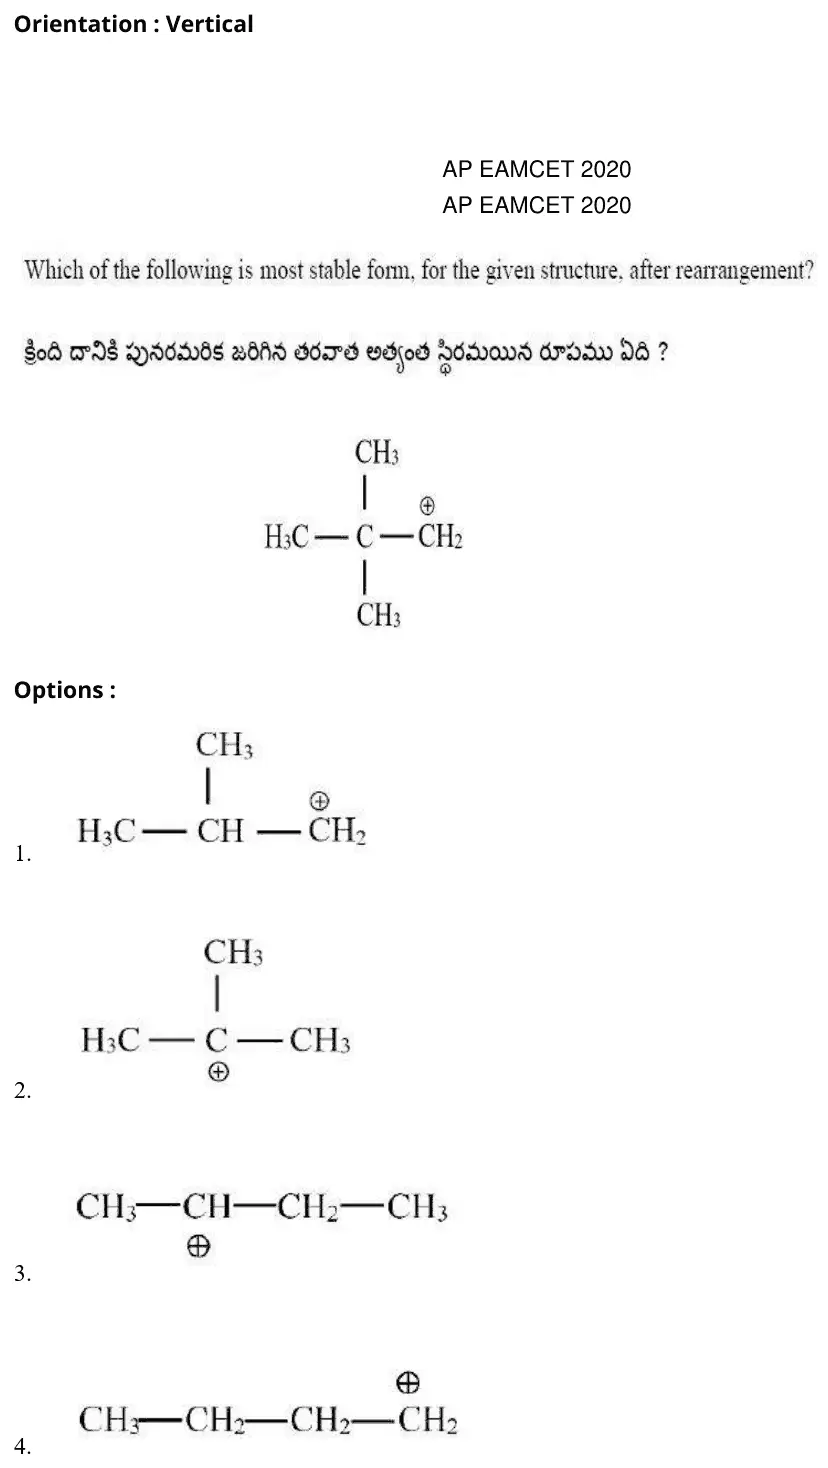 Orientation : Vertical
AP EAMCET 2020
AP EAMCET 2020
Which of the following is most stable form, for the given structure, after rearrangement?
క్రింది దానికి పునరమరిక జరిగిన తరవాత అత్యంత స్థిరమయిన రూపము ఏది ?
CH3
|
⊕
H3C — C — CH2
|
CH3
Options :
CH3
|
⊕
H3C — CH — CH2
1.
CH3
|
H3C — C — CH3
⊕
2.
CH3—CH—CH2—CH3
⊕
3.
⊕
CH3—CH2—CH2—CH2
4.